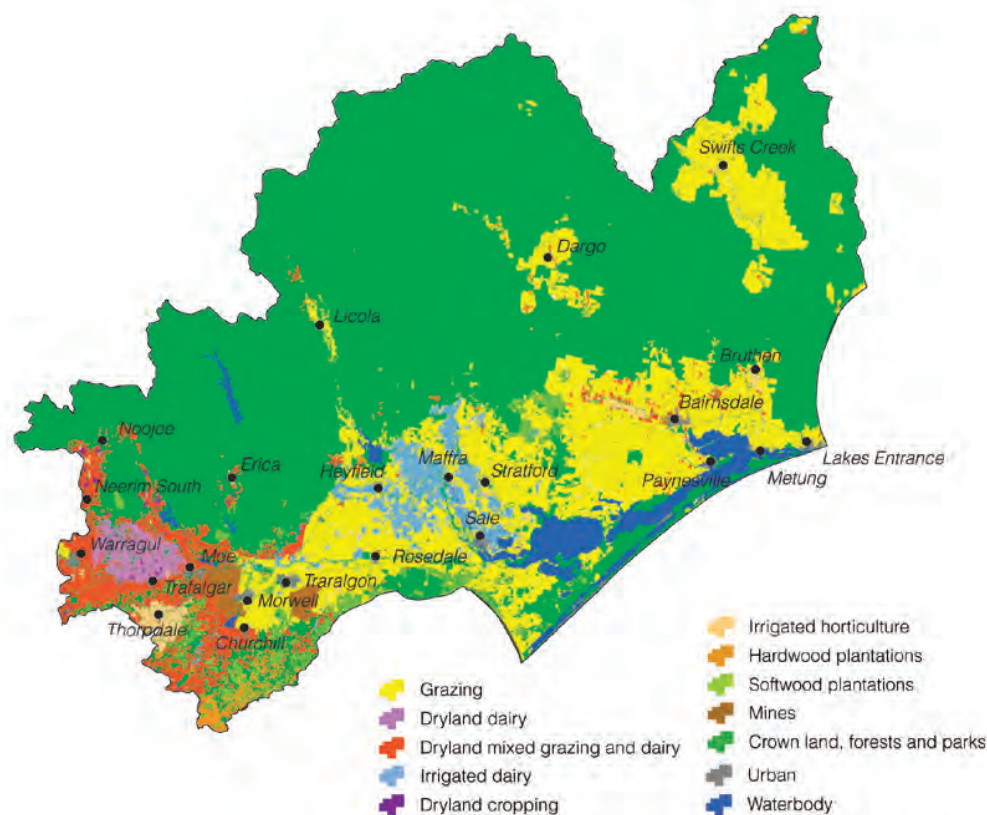 Swifts Creek
Dargo
Licola
Bruthen
Bairnsdale
Noojee
Erica
Heyfield
Maffra
Stratford
Lakes Entrance
Paynesville
Metung
Neerim South
Sale
Warragul
Moe
Rosedale
Trafalgar
Traralgon
Morwell
Thorpdale
Churchill
Grazing
Dryland dairy
Dryland mixed grazing and dairy
Irrigated dairy
Dryland cropping
Irrigated horticulture
Hardwood plantations
Softwood plantations
Mines
Crown land, forests and parks
Urban
Waterbody